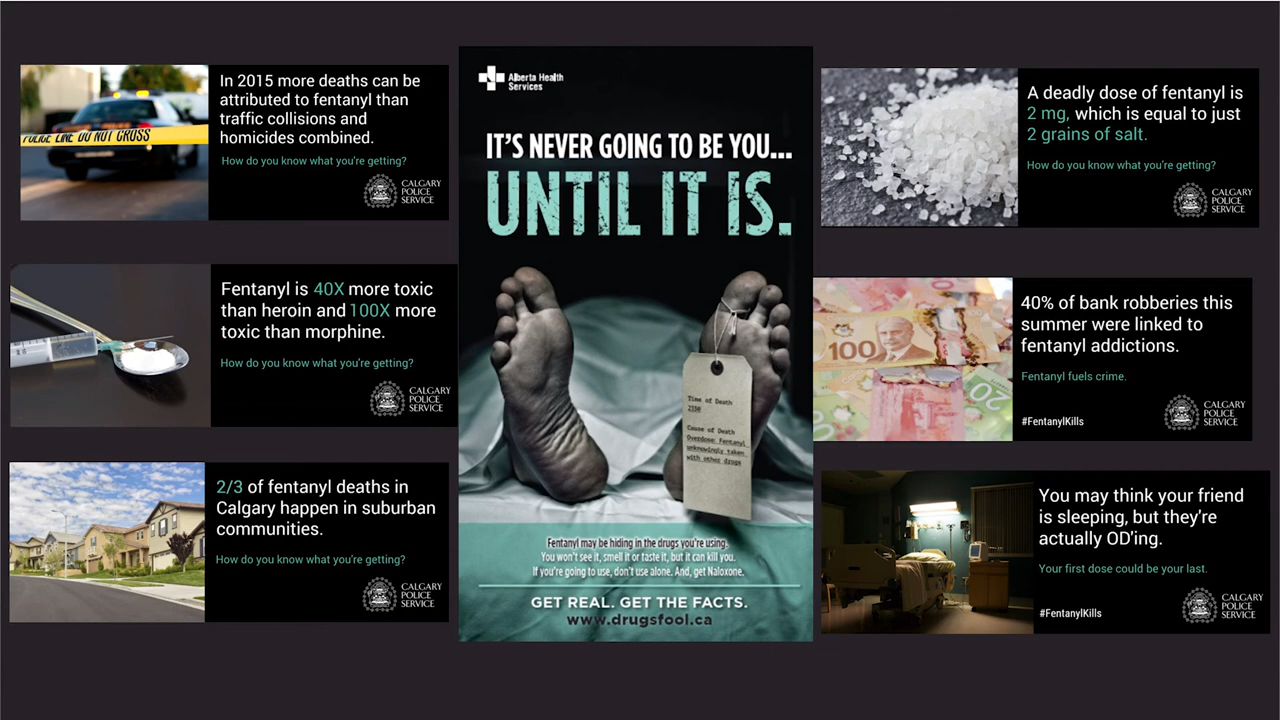 In 2015 more deaths can be
attributed to fentanyl than
traffic collisions and
homicides combined.
How do you know what you're getting?
CALGARY
POLICE
SERVICE
POLICE LINE DO NOT CROSS
Fentanyl is 40X more toxic
than heroin and 100X more
toxic than morphine.
How do you know what you're getting?
CALGARY
POLICE
SERVICE
2/3 of fentanyl deaths in
Calgary happen in suburban
communities.
How do you know what you're getting?
CALGARY
POLICE
SERVICE
Alberta Health
Services
IT'S NEVER GOING TO BE YOU...
UNTIL IT IS.
Time of Death
2130
Cause of Death
Overdose: Fentanyl
unknowingly taken
with other drugs
Fentanyl may be hiding in the drugs you're using.
You won't see it, smell it or taste it, but it can kill you.
If you're going to use, don't use alone. And, get Naloxone.
GET REAL. GET THE FACTS.
www.drugsfool.ca
A deadly dose of fentanyl is
2 mg, which is equal to just
2 grains of salt.
How do you know what you're getting?
CALGARY
POLICE
SERVICE
100
20
40% of bank robberies this
summer were linked to
fentanyl addictions.
Fentanyl fuels crime.
#FentanylKills
CALGARY
POLICE
SERVICE
You may think your friend
is sleeping, but they're
actually OD'ing.
Your first dose could be your last.
#FentanylKills
CALGARY
POLICE
SERVICE